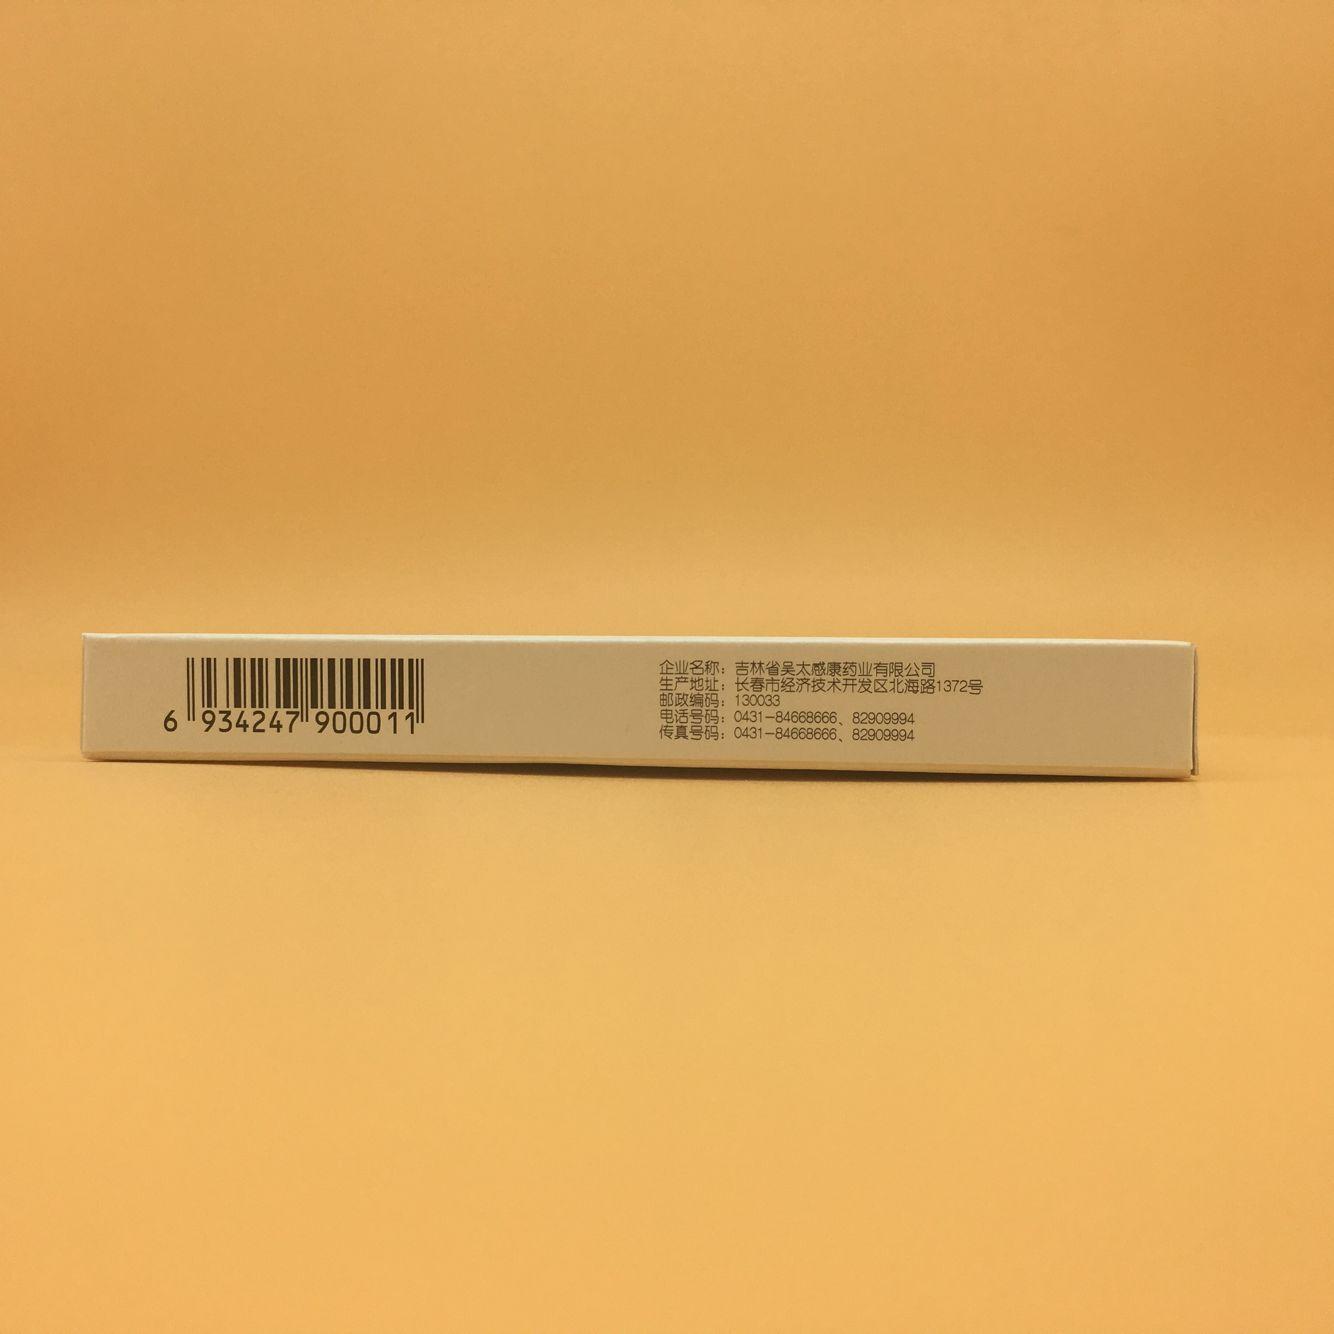 6 934247 900011
企业名称：吉林省吴太感康药业有限公司
生产地址：长春市经济技术开发区北海路1372号
邮政编码：130033
电话号码：0431-84668666、82909994
传真号码：0431-84668666、82909994